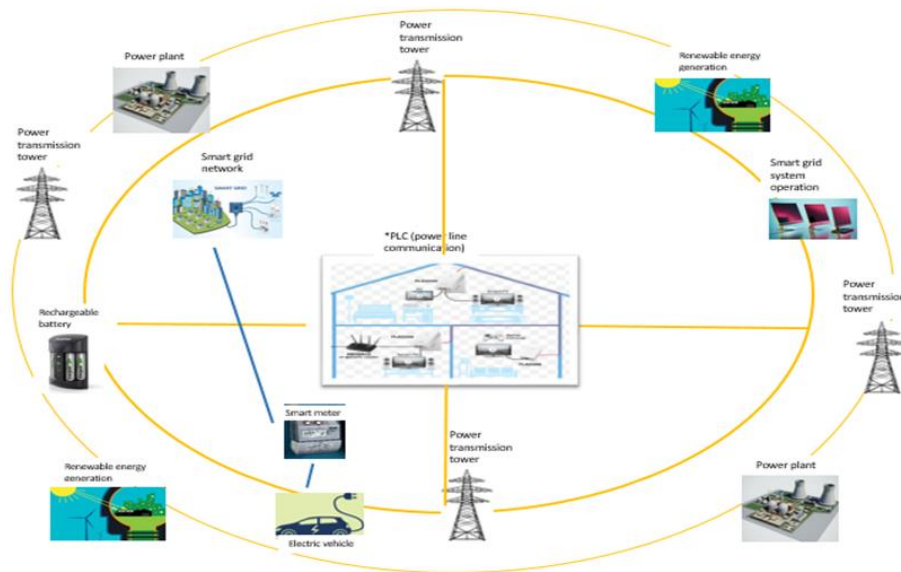 Power
transmission
tower
Power plant
Renewable energy
generation
Power
transmission
tower
Smart grid
network
SMART GRID
Smart grid
system
operation
*PLC (power line
communication)
Power
transmission
tower
Rechargeable
battery
Smart meter
Power
transmission
tower
Renewable energy
generation
Power plant
Electric vehicle